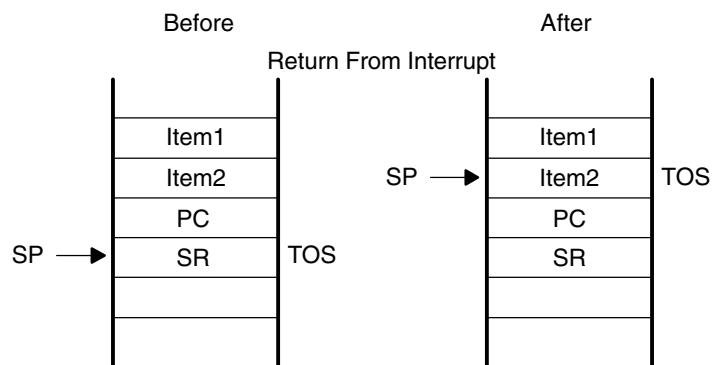 Before
After
Return From Interrupt
Item1
Item2
PC
SR
SP
TOS
Item1
Item2
PC
SR
SP
TOS